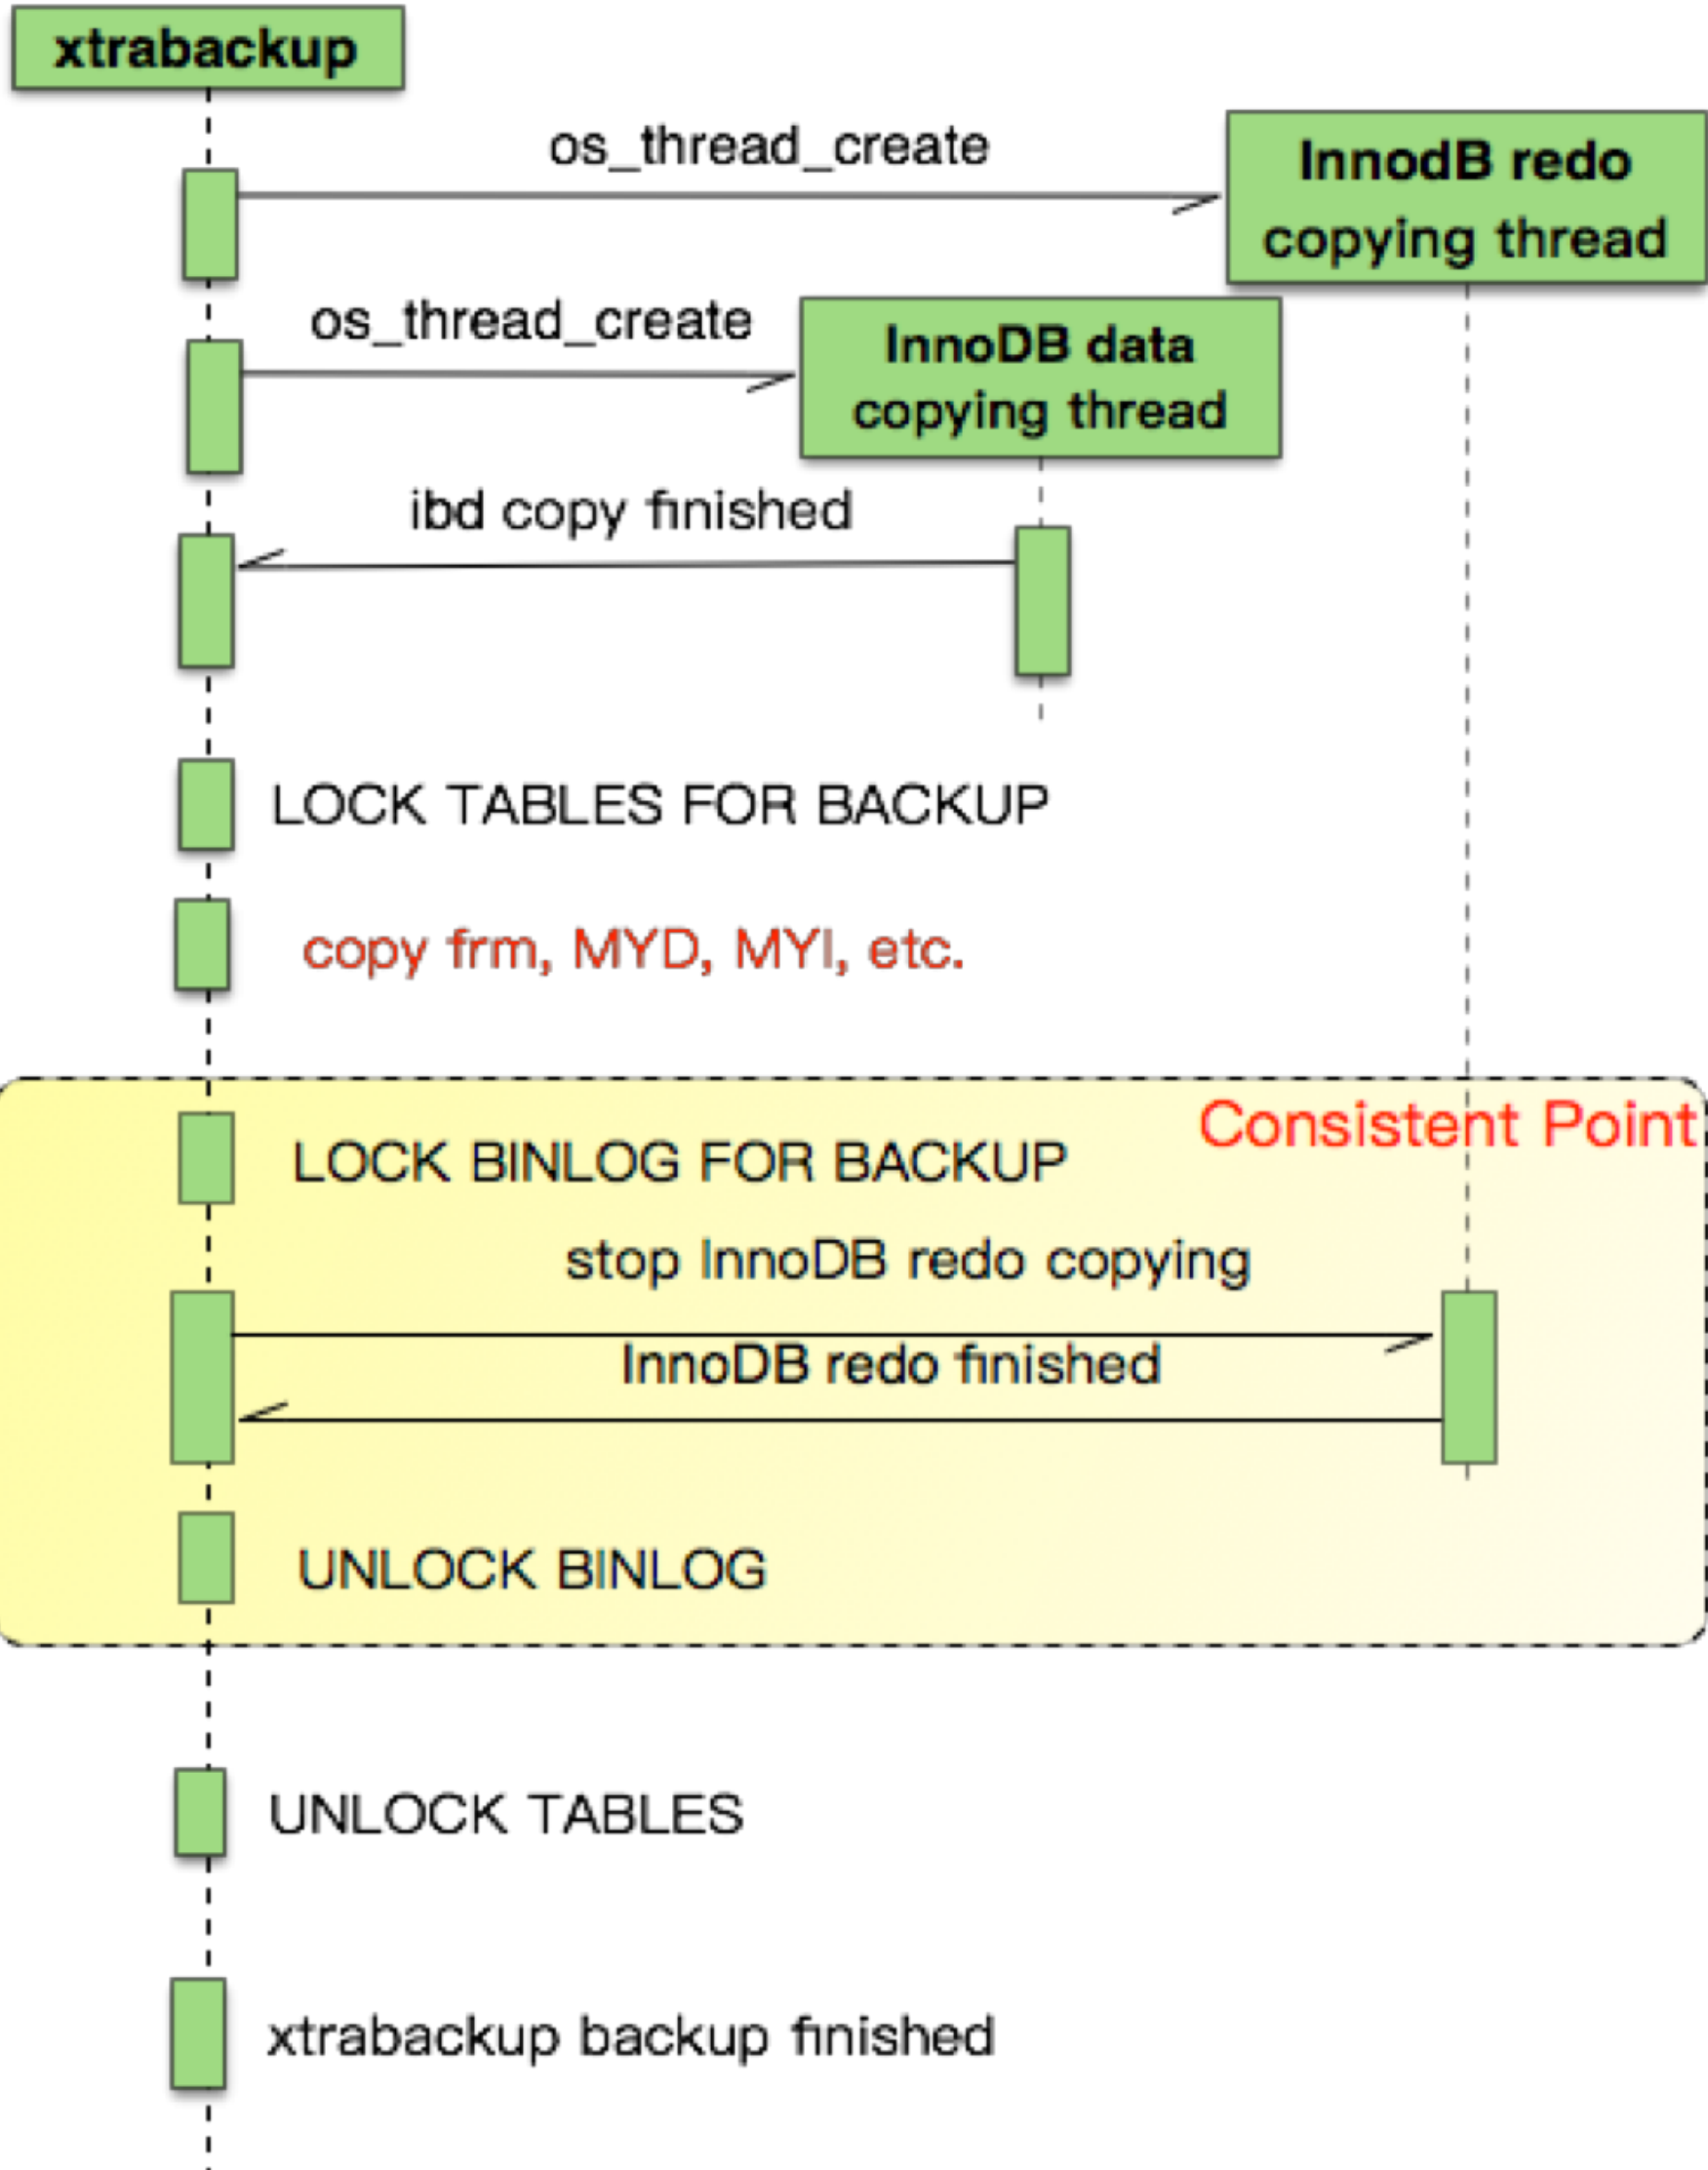 xtrabackup
os_thread_create
InnodB redo
copying thread
os_thread_create
InnoDB data
copying thread
ibd copy finished
LOCK TABLES FOR BACKUP
copy frm, MYD, MYI, etc.
Consistent Point
LOCK BINLOG FOR BACKUP
stop InnoDB redo copying
InnoDB redo finished
UNLOCK BINLOG
UNLOCK TABLES
xtrabackup backup finished